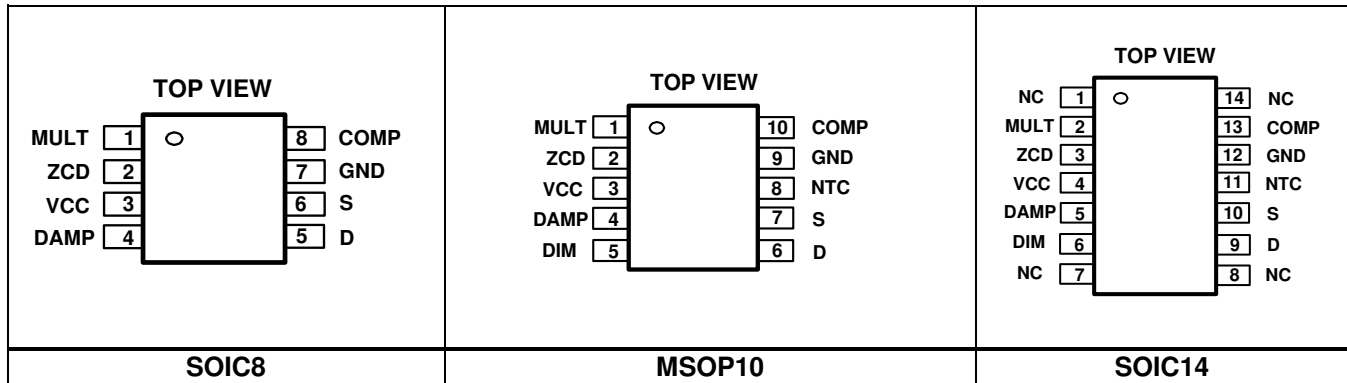 TOP VIEW
MULT 1 8 COMP
ZCD 2 7 GND
VCC 3 6 S
DAMP 4 5 D
SOIC8
TOP VIEW
MULT 1 10 COMP
ZCD 2 9 GND
VCC 3 8 NTC
DAMP 4 7 S
DIM 5 6 D
MSOP10
TOP VIEW
NC 1 14 NC
MULT 2 13 COMP
ZCD 3 12 GND
VCC 4 11 NTC
DAMP 5 10 S
DIM 6 9 D
NC 7 8 NC
SOIC14